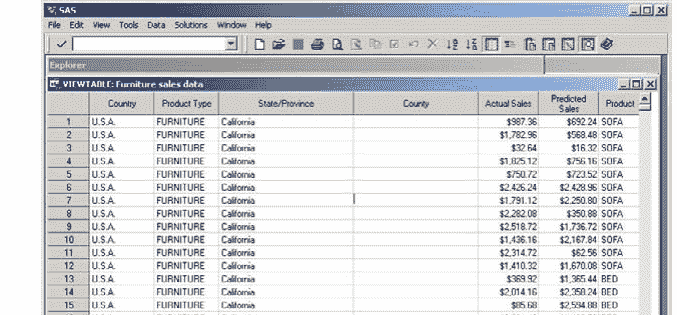 SAS
File Edit View Tools Data Solutions Window Help
Explorer
VIEWTABLE: Furniture sales data
Country Product Type State/Province County Actual Sales Predicted Sales Product
1 U.S.A. FURNITURE California $987.36 $692.24 SOFA
2 U.S.A. FURNITURE California $1,782.96 $568.48 SOFA
3 U.S.A. FURNITURE California $32.64 $16.32 SOFA
4 U.S.A. FURNITURE California $1,825.12 $756.16 SOFA
5 U.S.A. FURNITURE California $750.72 $723.52 SOFA
6 U.S.A. FURNITURE California $2,426.24 $2,428.96 SOFA
7 U.S.A. FURNITURE California $1,791.12 $2,250.80 SOFA
8 U.S.A. FURNITURE California $2,282.08 $350.88 SOFA
9 U.S.A. FURNITURE California $2,518.72 $1,736.72 SOFA
10 U.S.A. FURNITURE California $1,436.16 $2,167.84 SOFA
11 U.S.A. FURNITURE California $2,314.72 $62.56 SOFA
12 U.S.A. FURNITURE California $1,410.32 $1,670.08 SOFA
13 U.S.A. FURNITURE California $369.92 $1,365.44 BED
14 U.S.A. FURNITURE California $2,014.16 $2,358.24 BED
15 U.S.A. FURNITURE California $85.68 $2,594.88 BED